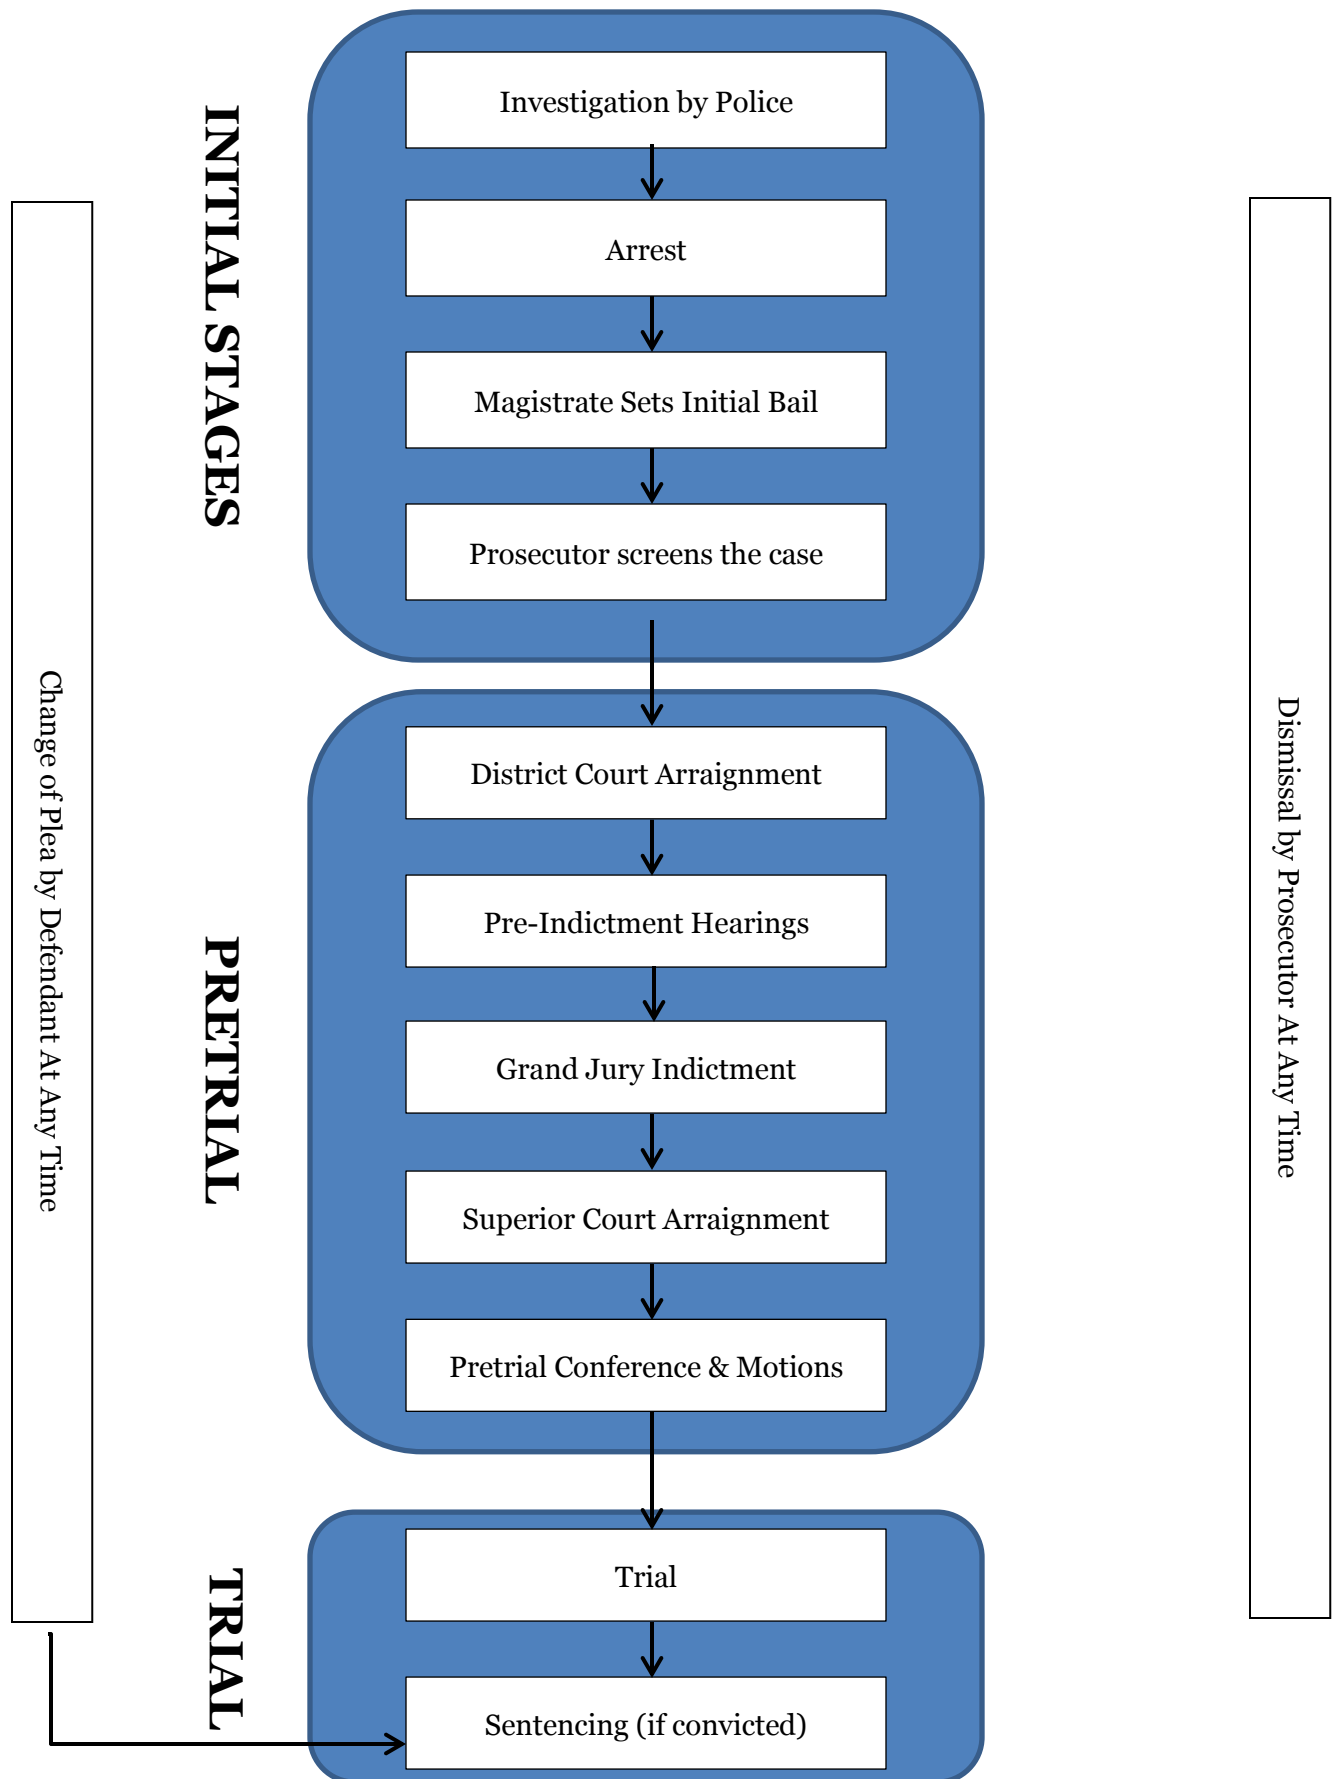 INITIAL STAGES
Investigation by Police
Arrest
Magistrate Sets Initial Bail
Prosecutor screens the case
Change of Plea by Defendant At Any Time
Dismissal by Prosecutor At Any Time
PRETRIAL
District Court Arraignment
Pre-Indictment Hearings
Grand Jury Indictment
Superior Court Arraignment
Pretrial Conference & Motions
TRIAL
Trial
Sentencing (if convicted)